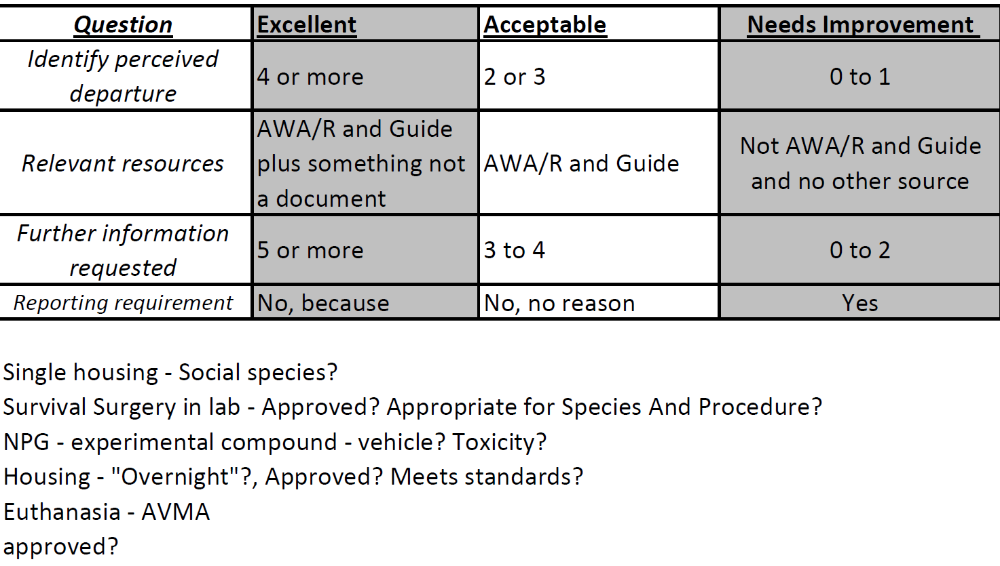 Question Excellent Acceptable Needs Improvement
Identify perceived departure 4 or more 2 or 3 0 to 1
Relevant resources AWA/R and Guide plus something not a document AWA/R and Guide Not AWA/R and Guide and no other source
Further information requested 5 or more 3 to 4 0 to 2
Reporting requirement No, because No, no reason Yes
Single housing - Social species?
Survival Surgery in lab - Approved? Appropriate for Species And Procedure?
NPG - experimental compound - vehicle? Toxicity?
Housing - "Overnight"?, Approved? Meets standards?
Euthanasia - AVMA
approved?